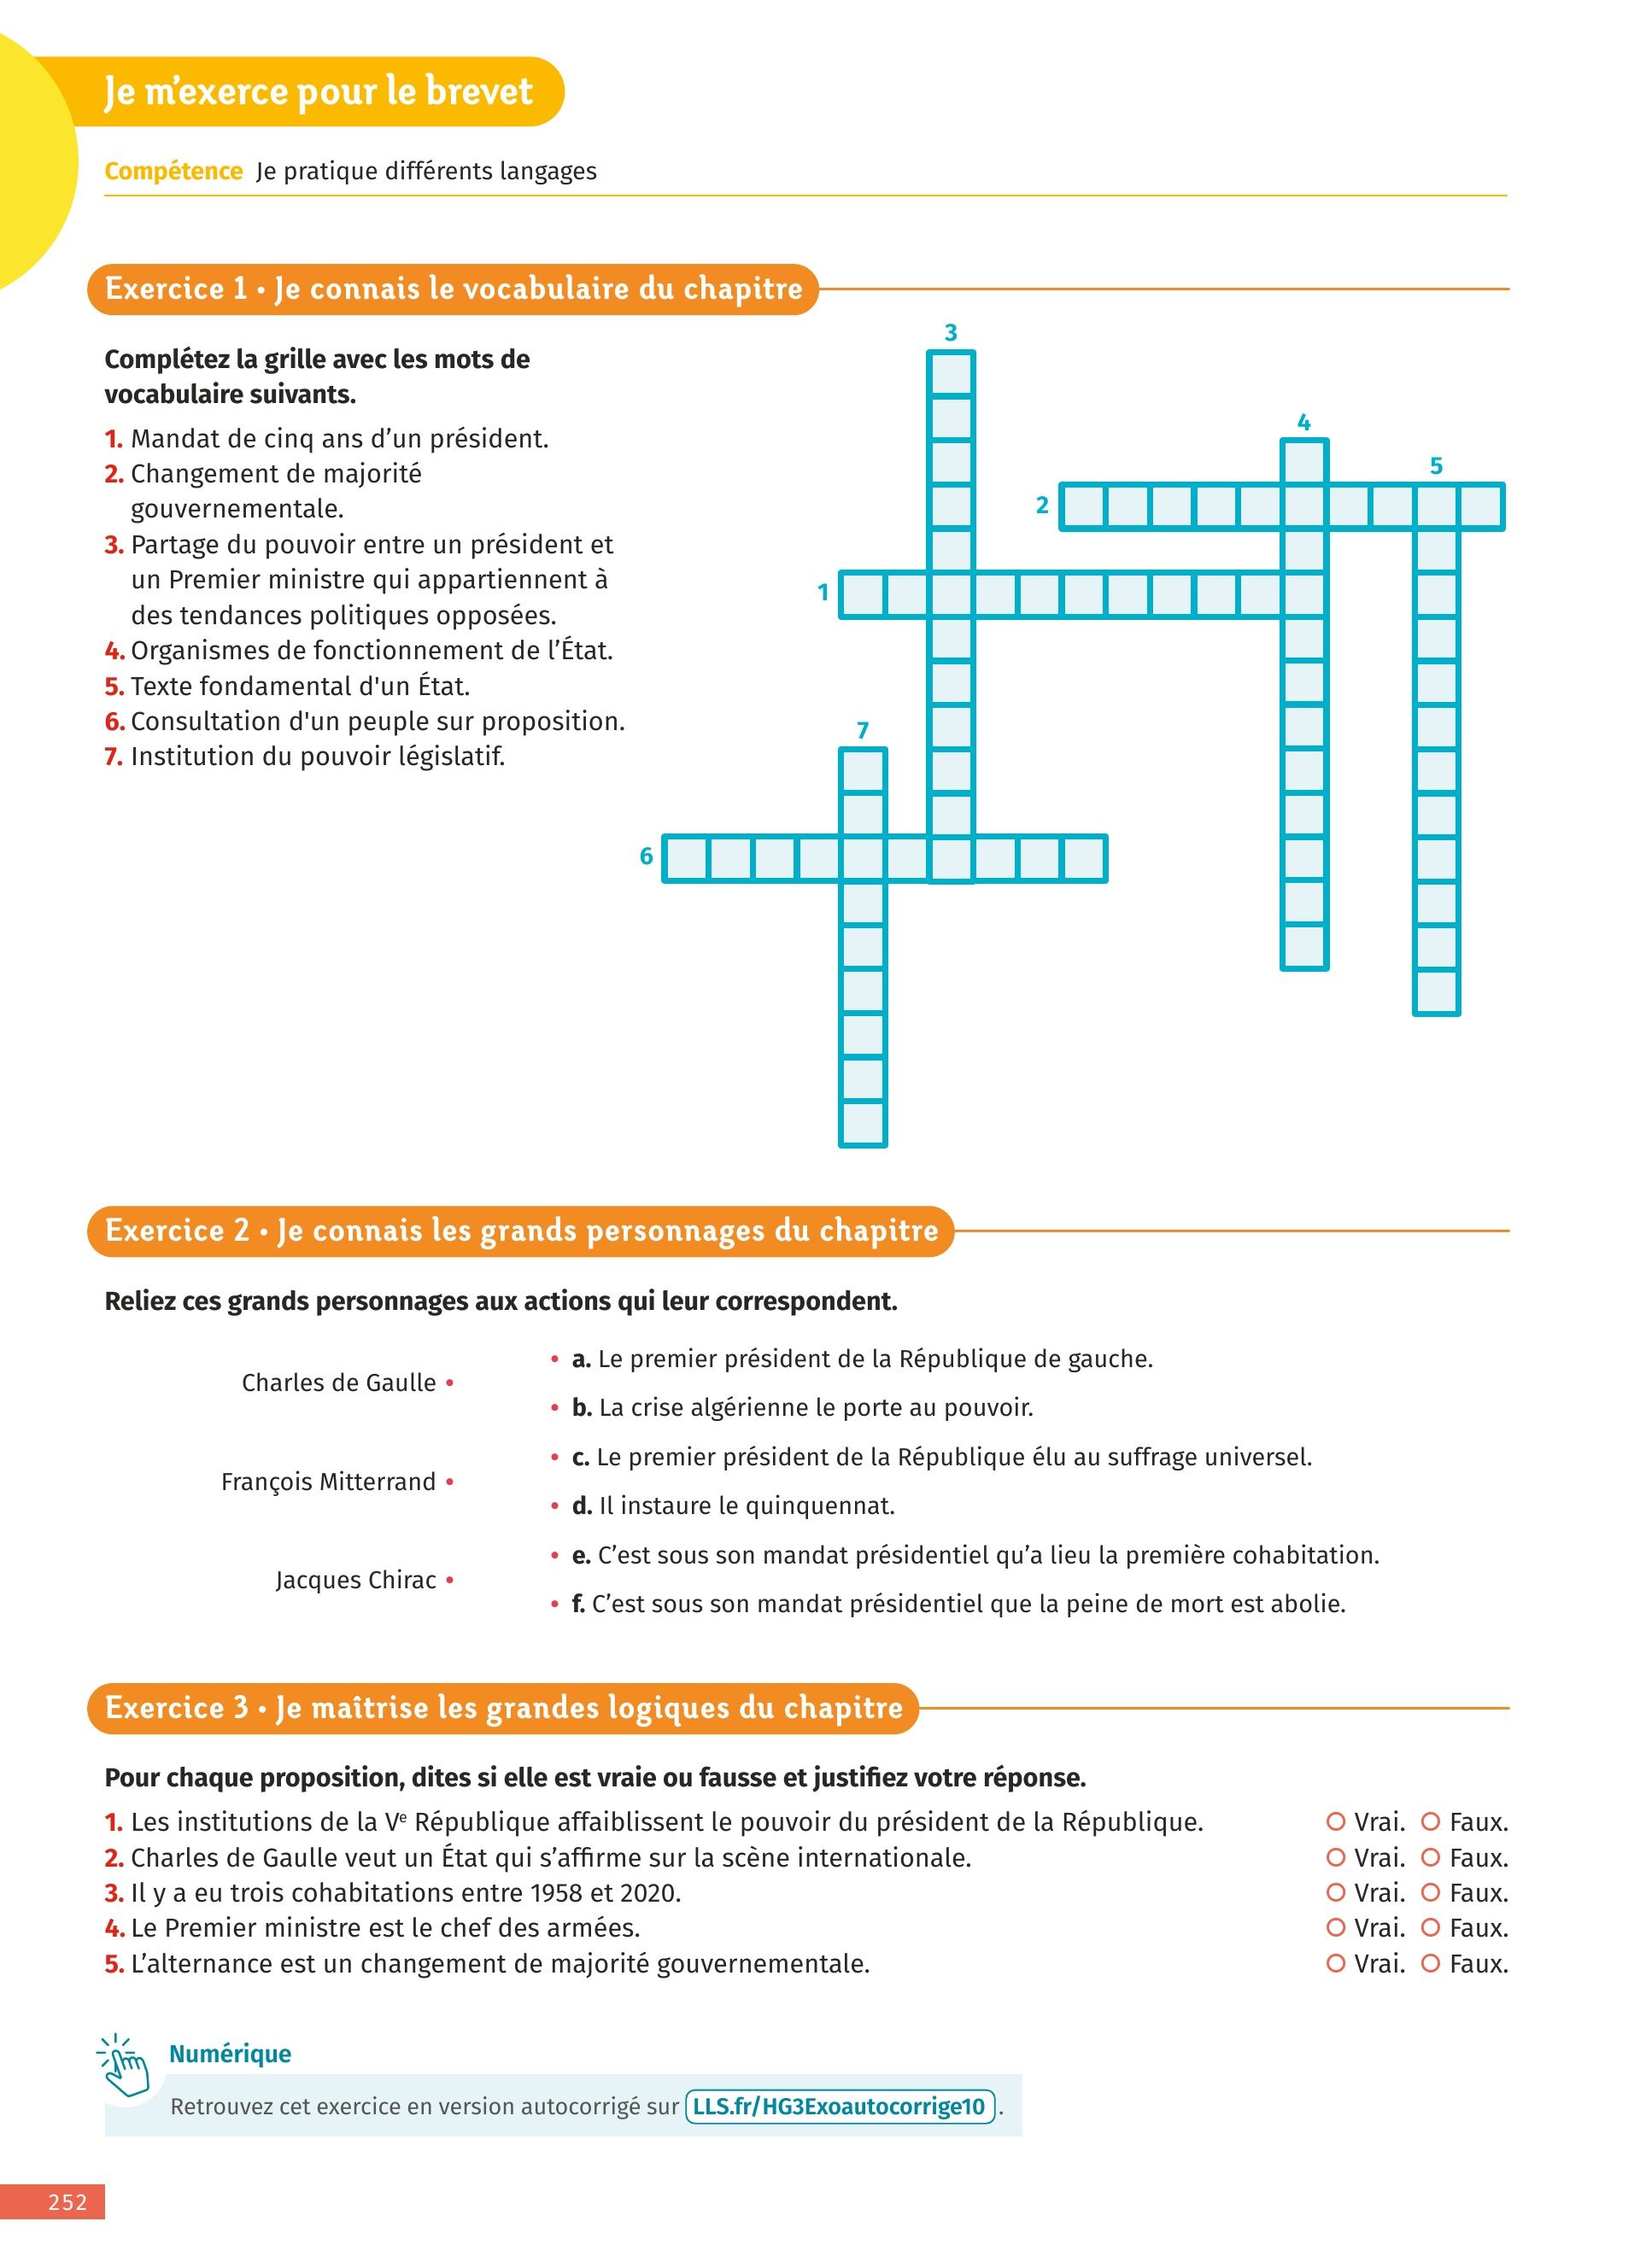 Je m’exerce pour le brevet
Compétence Je pratique différents langages
Exercice 1 • Je connais le vocabulaire du chapitre
Complétez la grille avec les mots de
vocabulaire suivants.
1. Mandat de cinq ans d’un président.
2. Changement de majorité
gouvernementale.
3. Partage du pouvoir entre un président et
un Premier ministre qui appartiennent à
des tendances politiques opposées.
4. Organismes de fonctionnement de l’État.
5. Texte fondamental d'un État.
6. Consultation d'un peuple sur proposition.
7. Institution du pouvoir législatif.
3
4
5
2
1
7
6
Exercice 2 • Je connais les grands personnages du chapitre
Reliez ces grands personnages aux actions qui leur correspondent.
Charles de Gaulle •
François Mitterrand •
Jacques Chirac •
• a. Le premier président de la République de gauche.
• b. La crise algérienne le porte au pouvoir.
• c. Le premier président de la République élu au suffrage universel.
• d. Il instaure le quinquennat.
• e. C’est sous son mandat présidentiel qu’a lieu la première cohabitation.
• f. C’est sous son mandat présidentiel que la peine de mort est abolie.
Exercice 3 • Je maîtrise les grandes logiques du chapitre
Pour chaque proposition, dites si elle est vraie ou fausse et justifiez votre réponse.
1. Les institutions de la Ve République affaiblissent le pouvoir du président de la République. Vrai. Faux.
2. Charles de Gaulle veut un État qui s’affirme sur la scène internationale. Vrai. Faux.
3. Il y a eu trois cohabitations entre 1958 et 2020. Vrai. Faux.
4. Le Premier ministre est le chef des armées. Vrai. Faux.
5. L’alternance est un changement de majorité gouvernementale. Vrai. Faux.
Numérique
Retrouvez cet exercice en version autocorrigé sur LLS.fr/HG3Exoautocorrige10 .
252